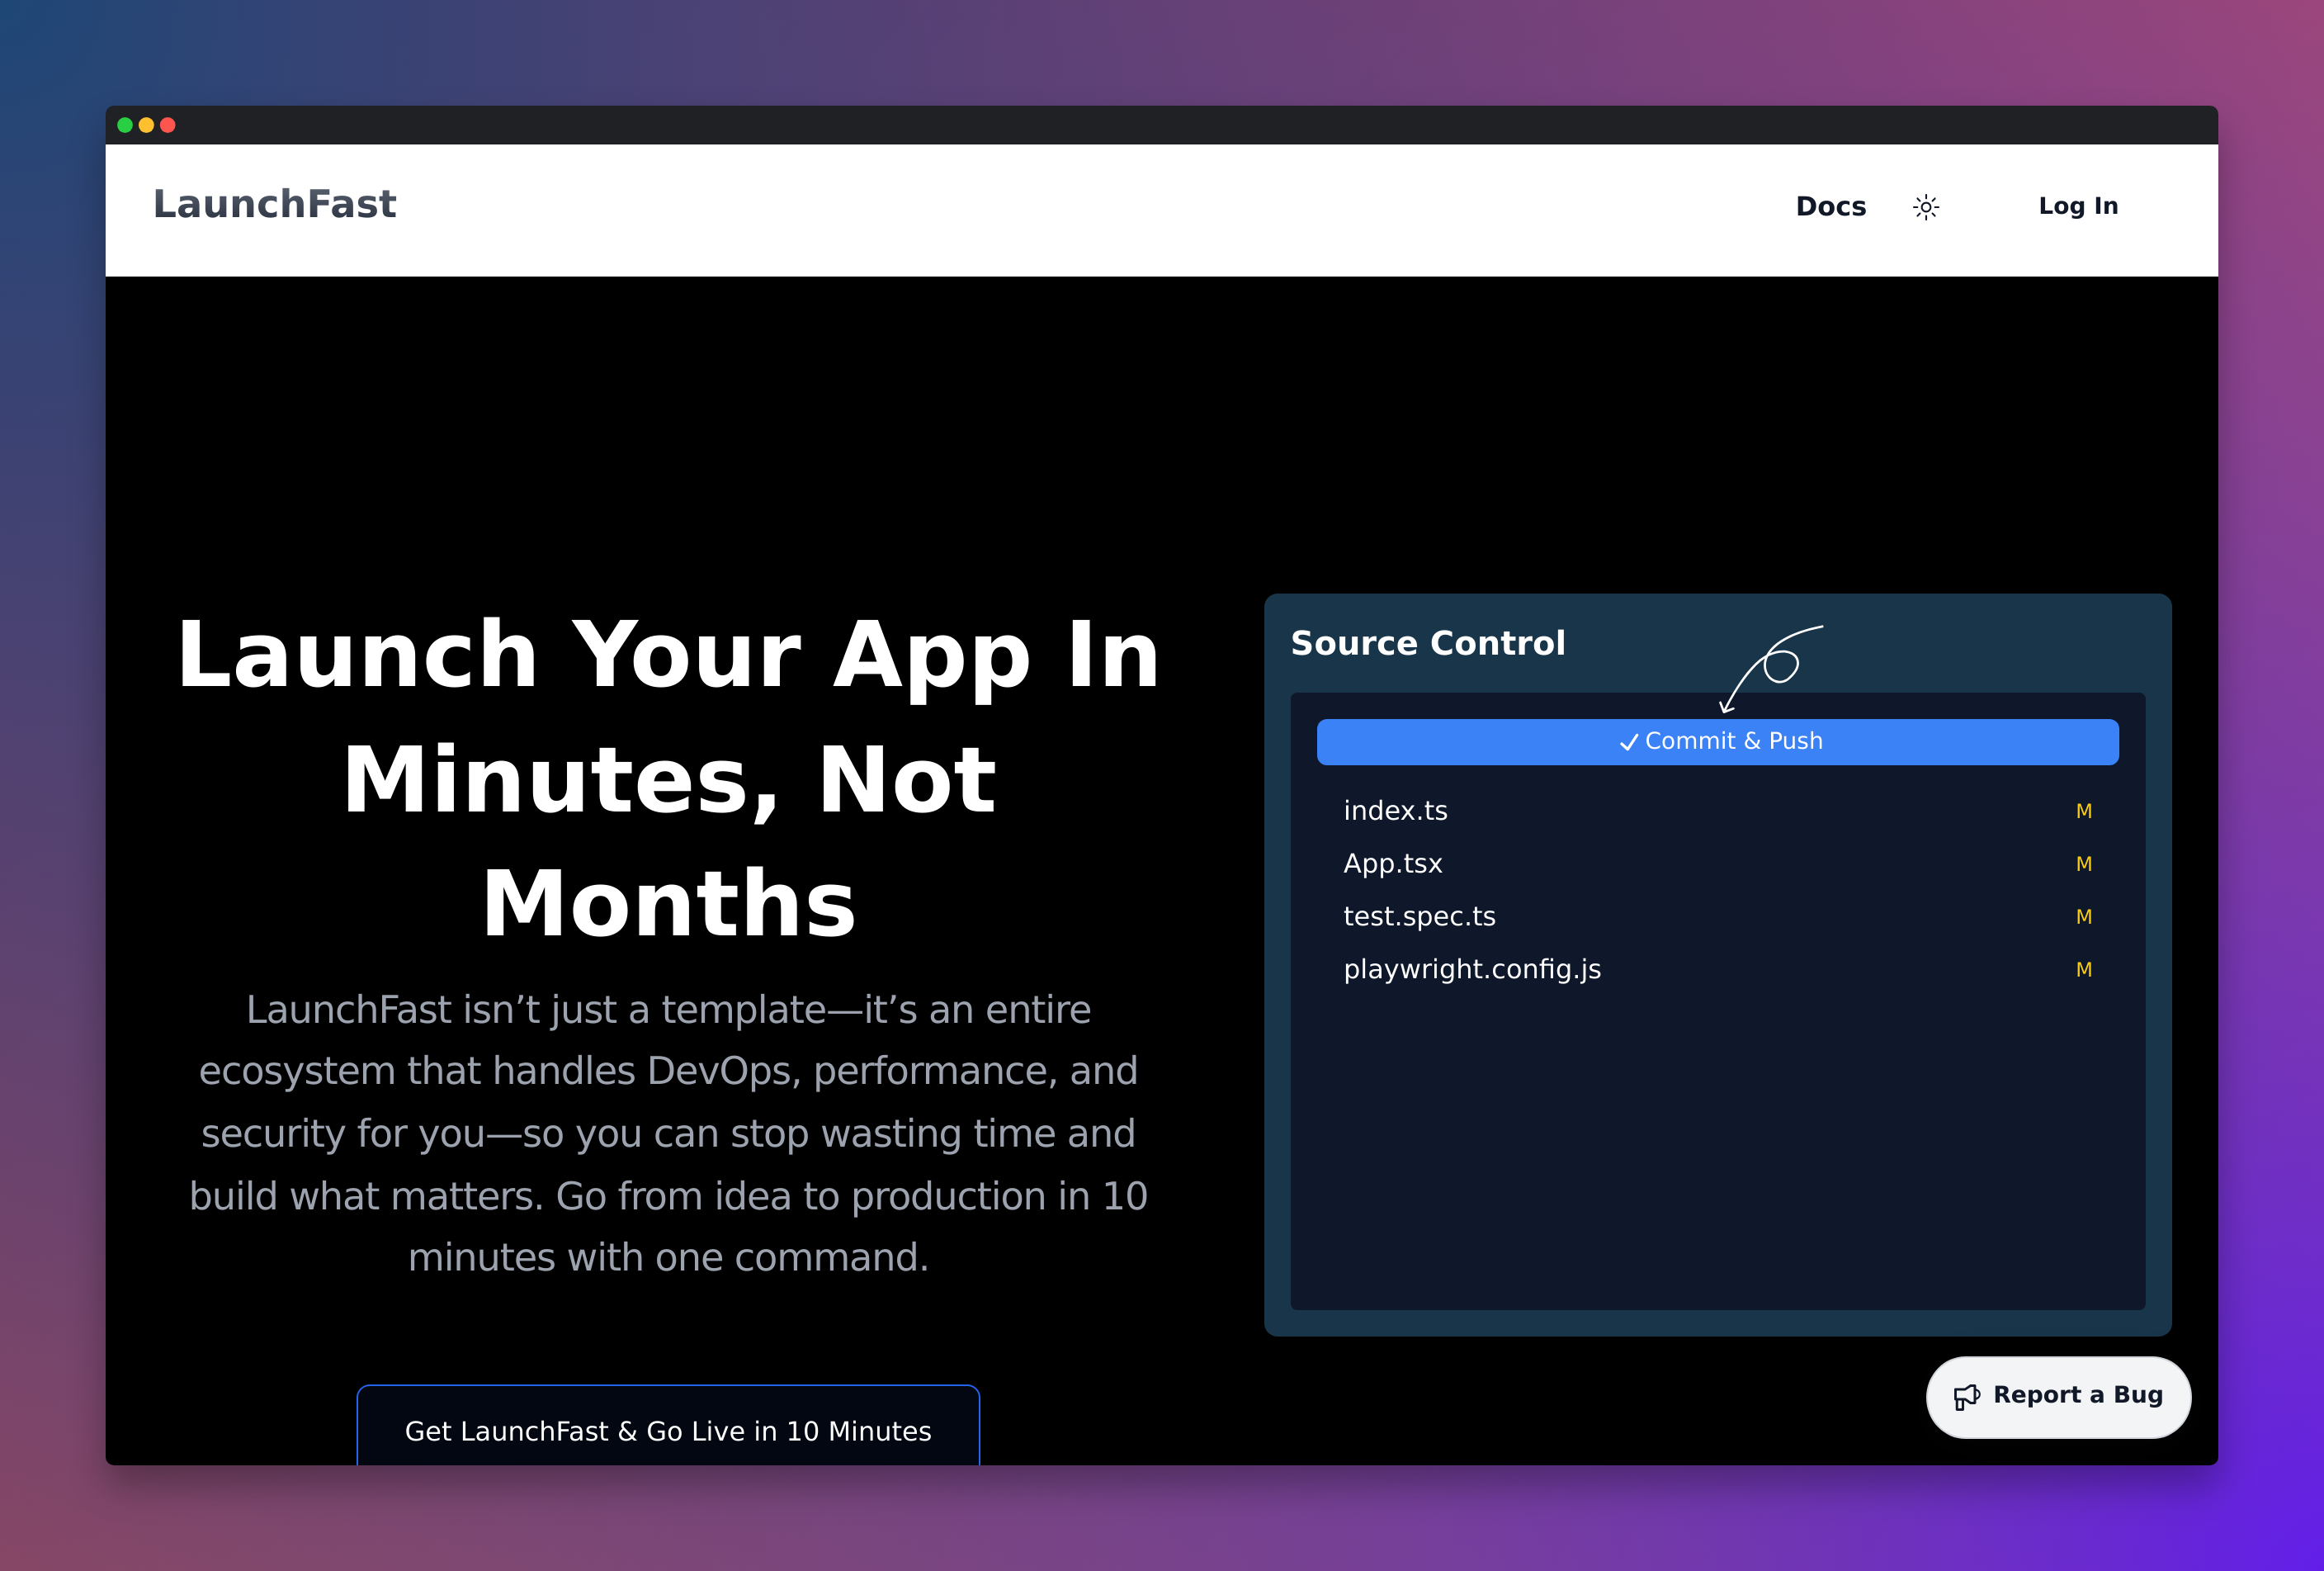 LaunchFast
Docs
Log In
Launch Your App In
Minutes, Not
Months
LaunchFast isn’t just a template—it’s an entire
ecosystem that handles DevOps, performance, and
security for you—so you can stop wasting time and
build what matters. Go from idea to production in 10
minutes with one command.
Get LaunchFast & Go Live in 10 Minutes
Source Control
Commit & Push
index.ts M
App.tsx M
test.spec.ts M
playwright.config.js M
Report a Bug